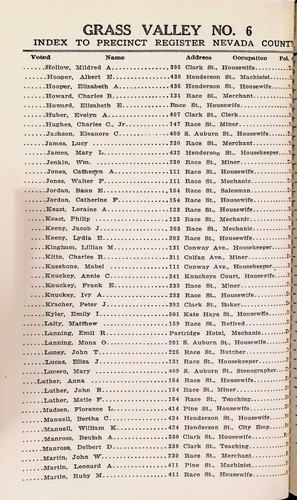 GRASS VALLEY NO. 6
INDEX TO PRECINCT REGISTER NEVADA COUNTY
Voted Name Address Occupation Pol.
Hollow, Mildred A. 295 Clark St., Housewife
Hooper, Albert E. 436 Henderson St., Machinist
Hooper, Elizabeth A. 436 Henderson St., Housewife
Howard, Charles B. 131 Race St., Merchant
Howard, Elizabeth E. Race St., Housewife
Huber, Evelyn A. 407 Clark St., Clerk
Hughes, Charles C., Jr. 147 Race St., Miner
Jackson, Eleanore C. 409 S. Auburn St., Housewife
James, Lucy 230 Race St., Merchant
James, Mary L. 432 Henderson St., Housekeeper
Jenkin, Wm. 230 Race St., Miner
Jones, Catheryn A. 111 Race St., Housewife
Jones, Walter F. 111 Race St., Mechanic
Jordan, Baun E. 154 Race St., Salesman
Jordon, Catherine F. 154 Race St., Housewife
Keast, Loraine A. 123 Race St., Housewife
Keast, Philip 123 Race St., Mechanic
Keeny, Jacob J. 203 Race St., Mechanic
Keeny, Lydia E. 203 Race St., Housewife
Kingham, Lillian M. 131 Conway Ave., Housekeeper
Kitto, Charles R. 311 Colfax Ave., Miner
Kneebone, Mabel 111 Conway Ave., Housekeeper
Knuckey, Annie C. 241 Knuckeys Court, Housewife
Knuckey, Frank E. 233 Race St., Miner
Knuckey, Ivy A. 233 Race St., Housewife
Kracher, Peter J. 392 Clark St., Baker
Kyler, Emily I. 501 Kate Hays St., Housewife
Laity, Matthew 159 Race St., Retired
Lanning, Emil R. Partridge Hotel, Mechanic
Lanning, Mona O. 201 S. Auburn St., Housewife
Loney, John T. 225 Race St., Butcher
Lucas, Eliza J. 131 Race St., Housekeeper
Lucero, Mary 409 S. Auburn St., Stenographer
Luther, Anna 154 Race St., Housewife
Luther, John B. 154 Race St., Miner
Luther, Matie F. 154 Race St., Teaching
Madsen, Florence L. 414 Pine St., Housewife
Manuell, Bertha C. 424 Henderson St., Housewife
Manuell, William K. 424 Henderson St., City Emp.
Manross, Beulah A. 330 Clark St., Housewife
Manross, Delbert D. 330 Clark St., Teaching
Martin, John W. 230 Race St., Merchant
Martin, Leonard A. 411 Pine St., Machinist
Martin, Ruby M. 411 Race St., Housewife